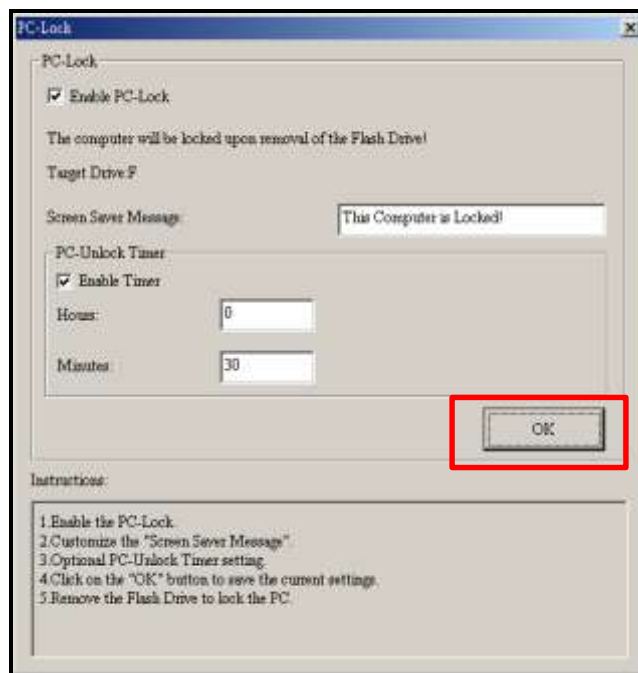 PC-Lock
PC-Lock
Enable PC-Lock
The computer will be locked upon removal of the Flash Drive!
Target Drive:F
Screen Saver Message: This Computer is Locked!
PC-Unlock Timer
Enable Timer
Hours: 0
Minutes: 30
OK
Instructions:
1.Enable the PC-Lock.
2.Customize the "Screen Saver Message".
3.Optional PC-Unlock Timer setting.
4.Click on the "OK" button to save the current settings.
5.Remove the Flash Drive to lock the PC.